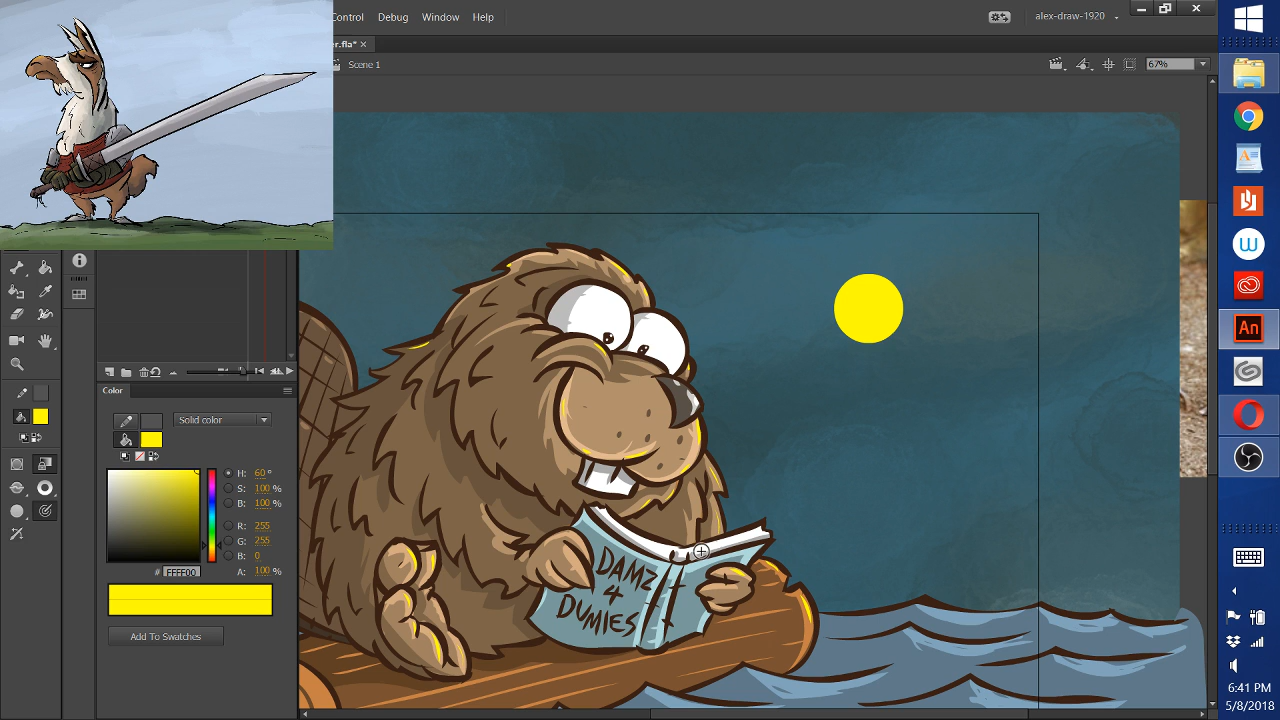 Control Debug Window Help alex-draw-1920
er.fla* ×
Scene 1 67%
Color
Solid color
H: 60 °
S: 100 %
B: 100 %
R: 255
G: 255
B: 0
# FFFF00 A: 100 %
Add To Swatches
DAMZ
4
DUMIES
An
6:41 PM
5/8/2018